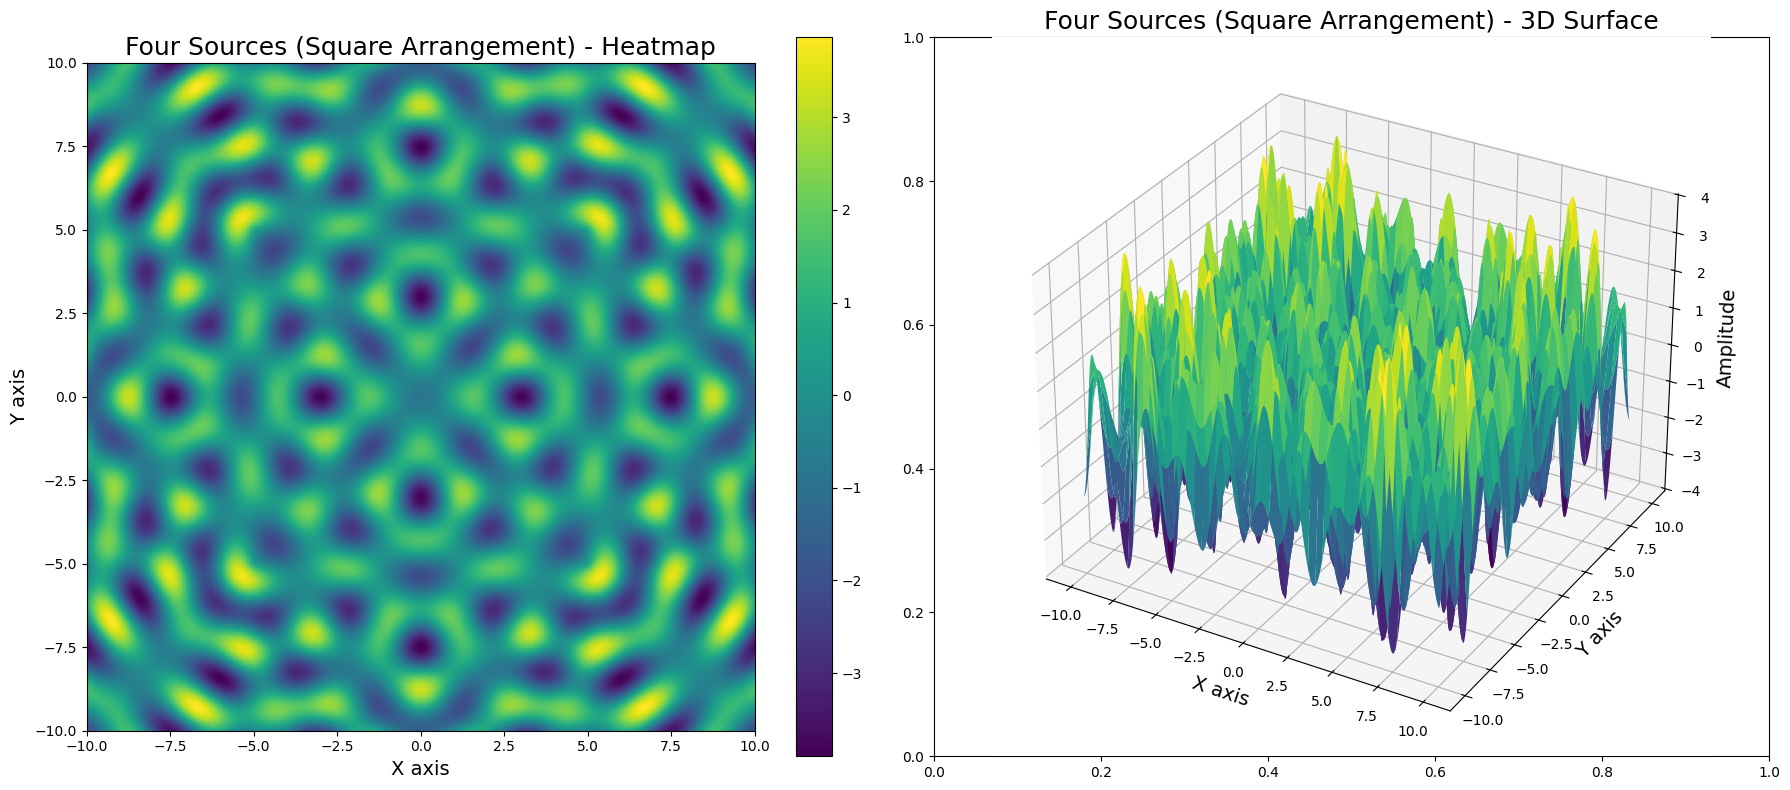 Four Sources (Square Arrangement) - Heatmap
10.0
7.5
5.0
2.5
0.0
−2.5
−5.0
−7.5
−10.0
Y axis
−10.0 −7.5 −5.0 −2.5 0.0 2.5 5.0 7.5 10.0
X axis
3
2
1
0
−1
−2
−3
Four Sources (Square Arrangement) - 3D Surface
1.0
0.8
0.6
0.4
0.2
0.0
0.0 0.2 0.4 0.6 0.8 1.0
−10.0 −7.5 −5.0 −2.5 0.0 2.5 5.0 7.5 10.0
X axis
−10.0 −7.5 −5.0 −2.5 0.0 2.5 5.0 7.5 10.0
Y axis
4
3
2
1
0
−1
−2
−3
−4
Amplitude